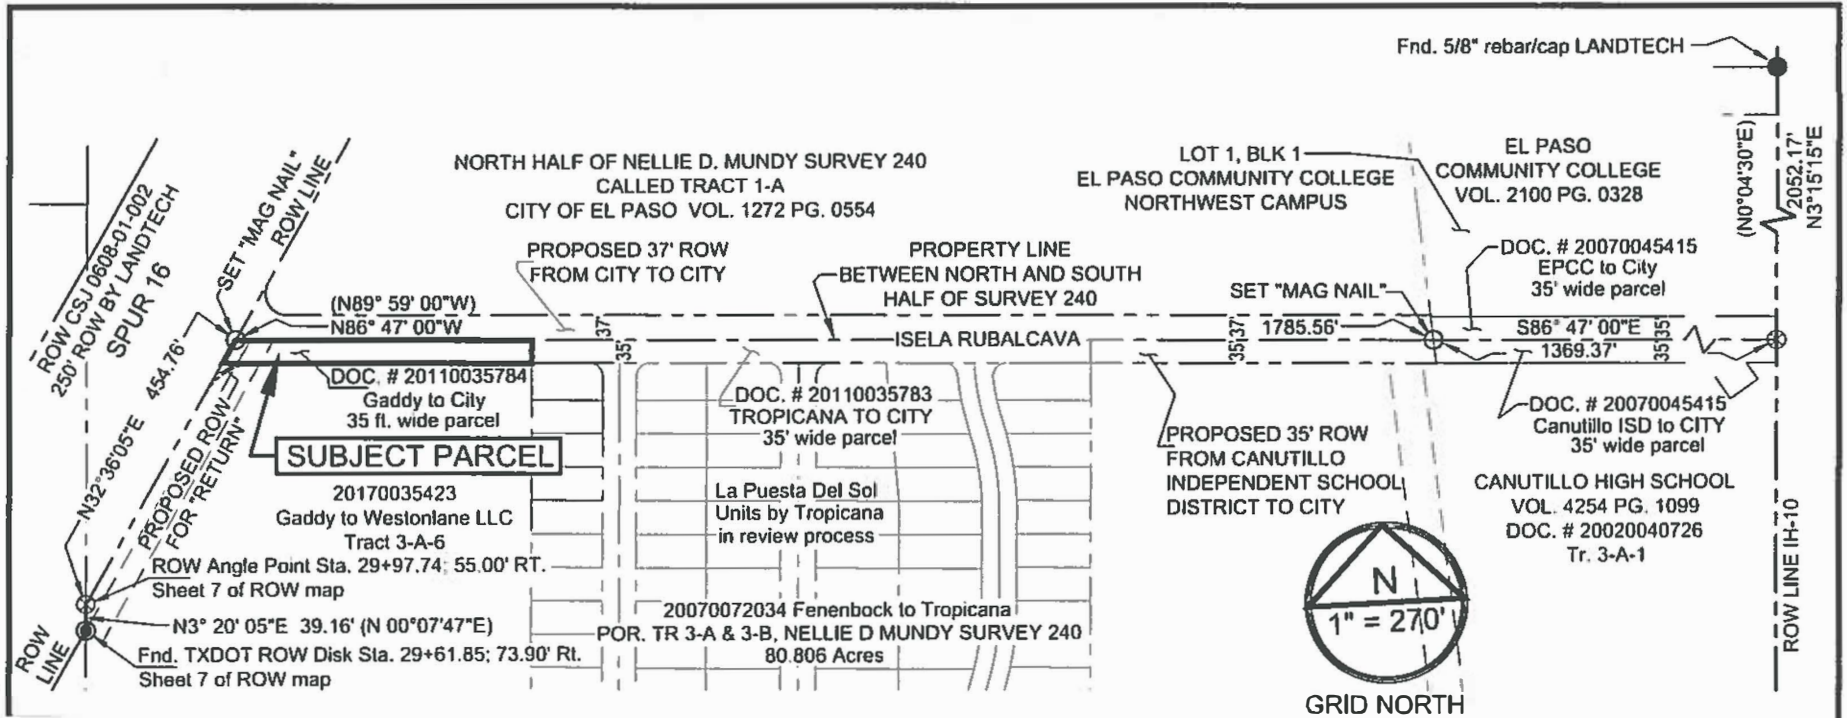 Fnd. 5/8" rebar/cap LANDTECH
(N0°04'30"E)
2052.17'
N3°15'15"E
ROW CSJ 0608-01-002
250' ROW BY LANDTECH
SPUR 16
SET "MAG NAIL"
ROW LINE
NORTH HALF OF NELLIE D. MUNDY SURVEY 240
CALLED TRACT 1-A
CITY OF EL PASO VOL. 1272 PG. 0554
LOT 1, BLK 1
EL PASO COMMUNITY COLLEGE
NORTHWEST CAMPUS
EL PASO
COMMUNITY COLLEGE
VOL. 2100 PG. 0328
PROPOSED 37' ROW
FROM CITY TO CITY
PROPERTY LINE
BETWEEN NORTH AND SOUTH
HALF OF SURVEY 240
DOC. # 20070045415
EPCC to City
35' wide parcel
SET "MAG NAIL"
(N89° 59' 00"W)
N86° 47' 00"W
37'
35'
ISELA RUBALCAVA
35'37'
1785.56'
S86° 47' 00"E
1369.37'
35'35'
454.76'
N32°36'05"E
DOC. # 20110035784
Gaddy to City
35 ft. wide parcel
SUBJECT PARCEL
DOC. # 20110035783
TROPICANA TO CITY
35' wide parcel
DOC. # 20070045415
Canutillo ISD to CITY
35' wide parcel
PROPOSED 35' ROW
FROM CANUTILLO
INDEPENDENT SCHOOL
DISTRICT TO CITY
PROPOSED ROW
FOR "RETURN"
20170035423
Gaddy to Westonlane LLC
Tract 3-A-6
La Puesta Del Sol
Units by Tropicana
in review process
CANUTILLO HIGH SCHOOL
VOL. 4254 PG. 1099
DOC. # 20020040726
Tr. 3-A-1
ROW LINE IH-10
ROW Angle Point Sta. 29+97.74; 55.00' RT.
Sheet 7 of ROW map
N3° 20' 05"E 39.16' (N 00°07'47"E)
ROW
LINE
Fnd. TXDOT ROW Disk Sta. 29+61.85; 73.90' Rt.
Sheet 7 of ROW map
20070072034 Fenenbock to Tropicana
POR. TR 3-A & 3-B, NELLIE D MUNDY SURVEY 240
80.806 Acres
N
1" = 270'
GRID NORTH